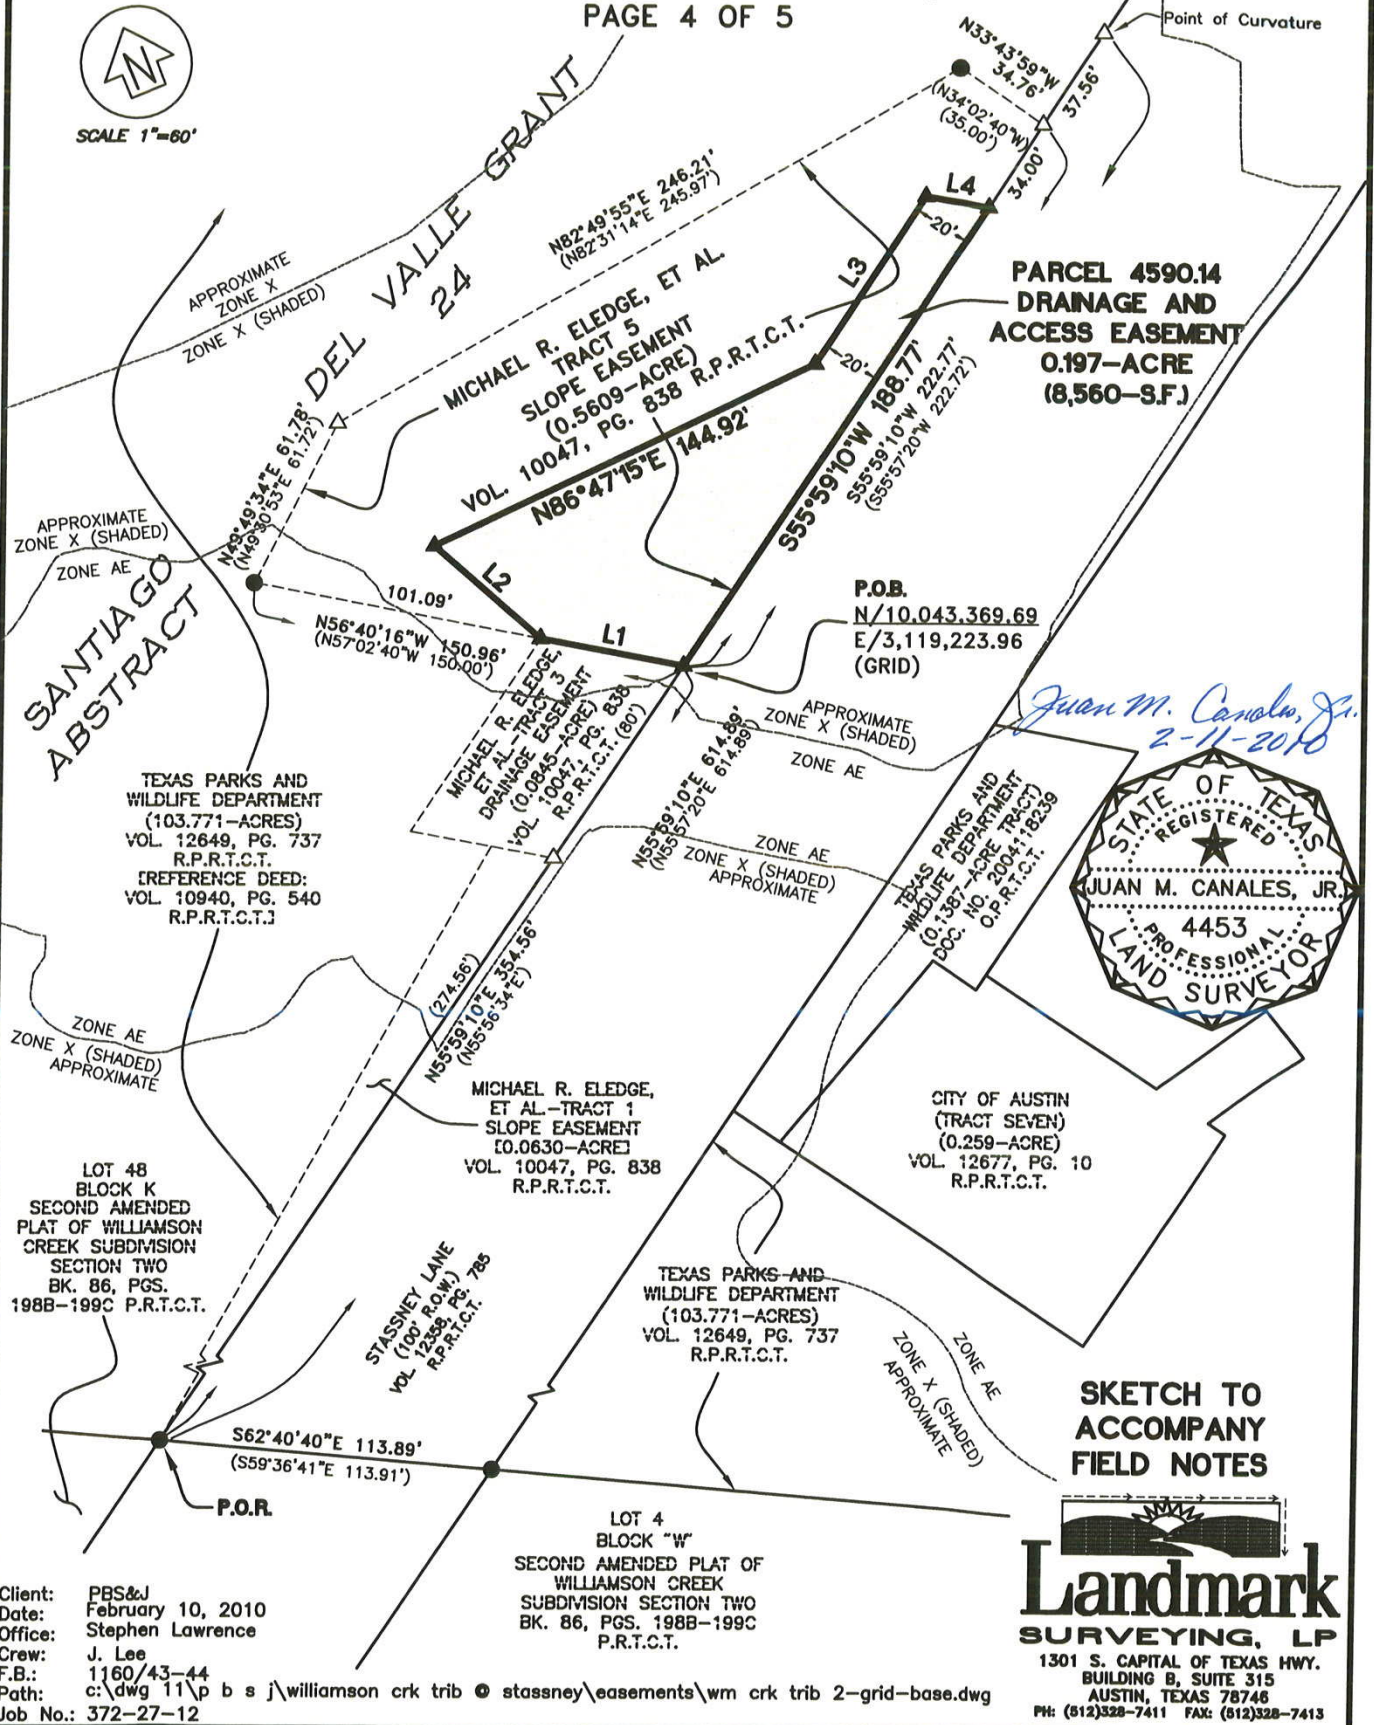 PAGE 4 OF 5
N
SCALE 1"=60'
Point of Curvature
N33°43'59"W
34.76'
(N34°02'40"W)
(35.00')
37.56'
34.00'
L4
20'
L3
20'
DEL VALLE GRANT
24
N82°49'55"E 246.21'
(N82°31'14"E 245.97')
APPROXIMATE
ZONE X
ZONE X (SHADED)
MICHAEL R. ELEDGE, ET AL.
TRACT 5
SLOPE EASEMENT
(0.5609-ACRE)
VOL. 10047, PG. 838 R.P.R.T.C.T.
PARCEL 4590.14
DRAINAGE AND
ACCESS EASEMENT
0.197-ACRE
(8,560-S.F.)
N86°47'15"E 144.92'
S55°59'10"W 188.77'
S55°59'10"W 222.77'
(S55°57'20"W 222.72')
N49°49'34"E 61.78'
(N49°30'53"E 61.72')
APPROXIMATE
ZONE X (SHADED)
ZONE AE
SANTIAGO
ABSTRACT
L2
101.09'
L1
N56°40'16"W 150.96'
(N57°02'40"W 150.00')
P.O.B.
N/10,043,369.69
E/3,119,223.96
(GRID)
MICHAEL R. ELEDGE,
ET AL-TRACT 3
DRAINAGE EASEMENT
(0.0845-ACRE)
VOL. 10047, PG. 838
R.P.R.T.C.T. (80')
APPROXIMATE
ZONE X (SHADED)
ZONE AE
N55°59'10"E 614.89'
(N55°57'20"E 614.89')
Juan M. Canales, Jr.
2-11-2010
STATE OF TEXAS
REGISTERED
JUAN M. CANALES, JR.
4453
PROFESSIONAL
LAND SURVEYOR
TEXAS PARKS AND
WILDLIFE DEPARTMENT
(103.771-ACRES)
VOL. 12649, PG. 737
R.P.R.T.C.T.
[REFERENCE DEED:
VOL. 10940, PG. 540
R.P.R.T.C.T.]
ZONE AE
ZONE X (SHADED)
APPROXIMATE
TEXAS PARKS AND
WILDLIFE DEPARTMENT
(0.1387-ACRE TRACT)
DOC. NO. 2004118239
O.P.R.T.C.T.
(274.56')
N55°59'10"E 354.56'
(N55°56'34"E)
ZONE AE
ZONE X (SHADED)
APPROXIMATE
MICHAEL R. ELEDGE,
ET AL.-TRACT 1
SLOPE EASEMENT
[0.0630-ACRE]
VOL. 10047, PG. 838
R.P.R.T.C.T.
CITY OF AUSTIN
(TRACT SEVEN)
(0.259-ACRE)
VOL. 12677, PG. 10
R.P.R.T.C.T.
LOT 48
BLOCK K
SECOND AMENDED
PLAT OF WILLIAMSON
CREEK SUBDIVISION
SECTION TWO
BK. 86, PGS.
198B-199C P.R.T.C.T.
STASSNEY LANE
(100' R.O.W.)
VOL. 12358, PG. 785
R.P.R.T.C.T.
TEXAS PARKS AND
WILDLIFE DEPARTMENT
(103.771-ACRES)
VOL. 12649, PG. 737
R.P.R.T.C.T.
ZONE AE
ZONE X (SHADED)
APPROXIMATE
S62°40'40"E 113.89'
(S59°36'41"E 113.91')
P.O.R.
LOT 4
BLOCK "W"
SECOND AMENDED PLAT OF
WILLIAMSON CREEK
SUBDIVISION SECTION TWO
BK. 86, PGS. 198B-199C
P.R.T.C.T.
SKETCH TO
ACCOMPANY
FIELD NOTES
Landmark
SURVEYING, LP
1301 S. CAPITAL OF TEXAS HWY.
BUILDING B, SUITE 315
AUSTIN, TEXAS 78746
PH: (512)328-7411 FAX: (512)328-7413
Client: PBS&J
Date: February 10, 2010
Office: Stephen Lawrence
Crew: J. Lee
F.B.: 1160/43-44
Path: c:\dwg 11\p b s j\williamson crk trib @ stassney\easements\wm crk trib 2-grid-base.dwg
Job No.: 372-27-12